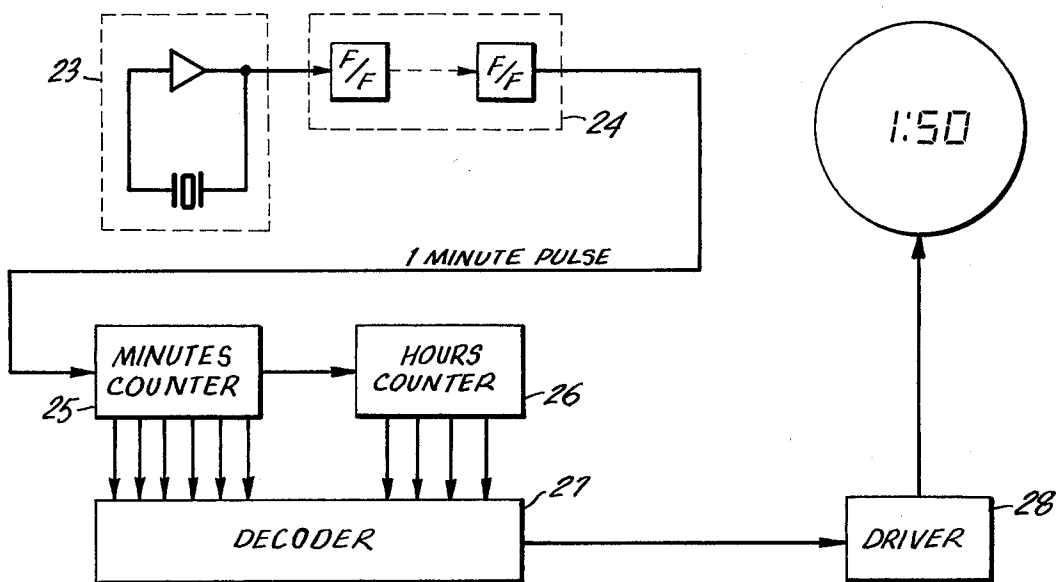 23
F/F
F/F
24
1:50
1 MINUTE PULSE
MINUTES
COUNTER
25
HOURS
COUNTER
26
27
DECODER
28
DRIVER